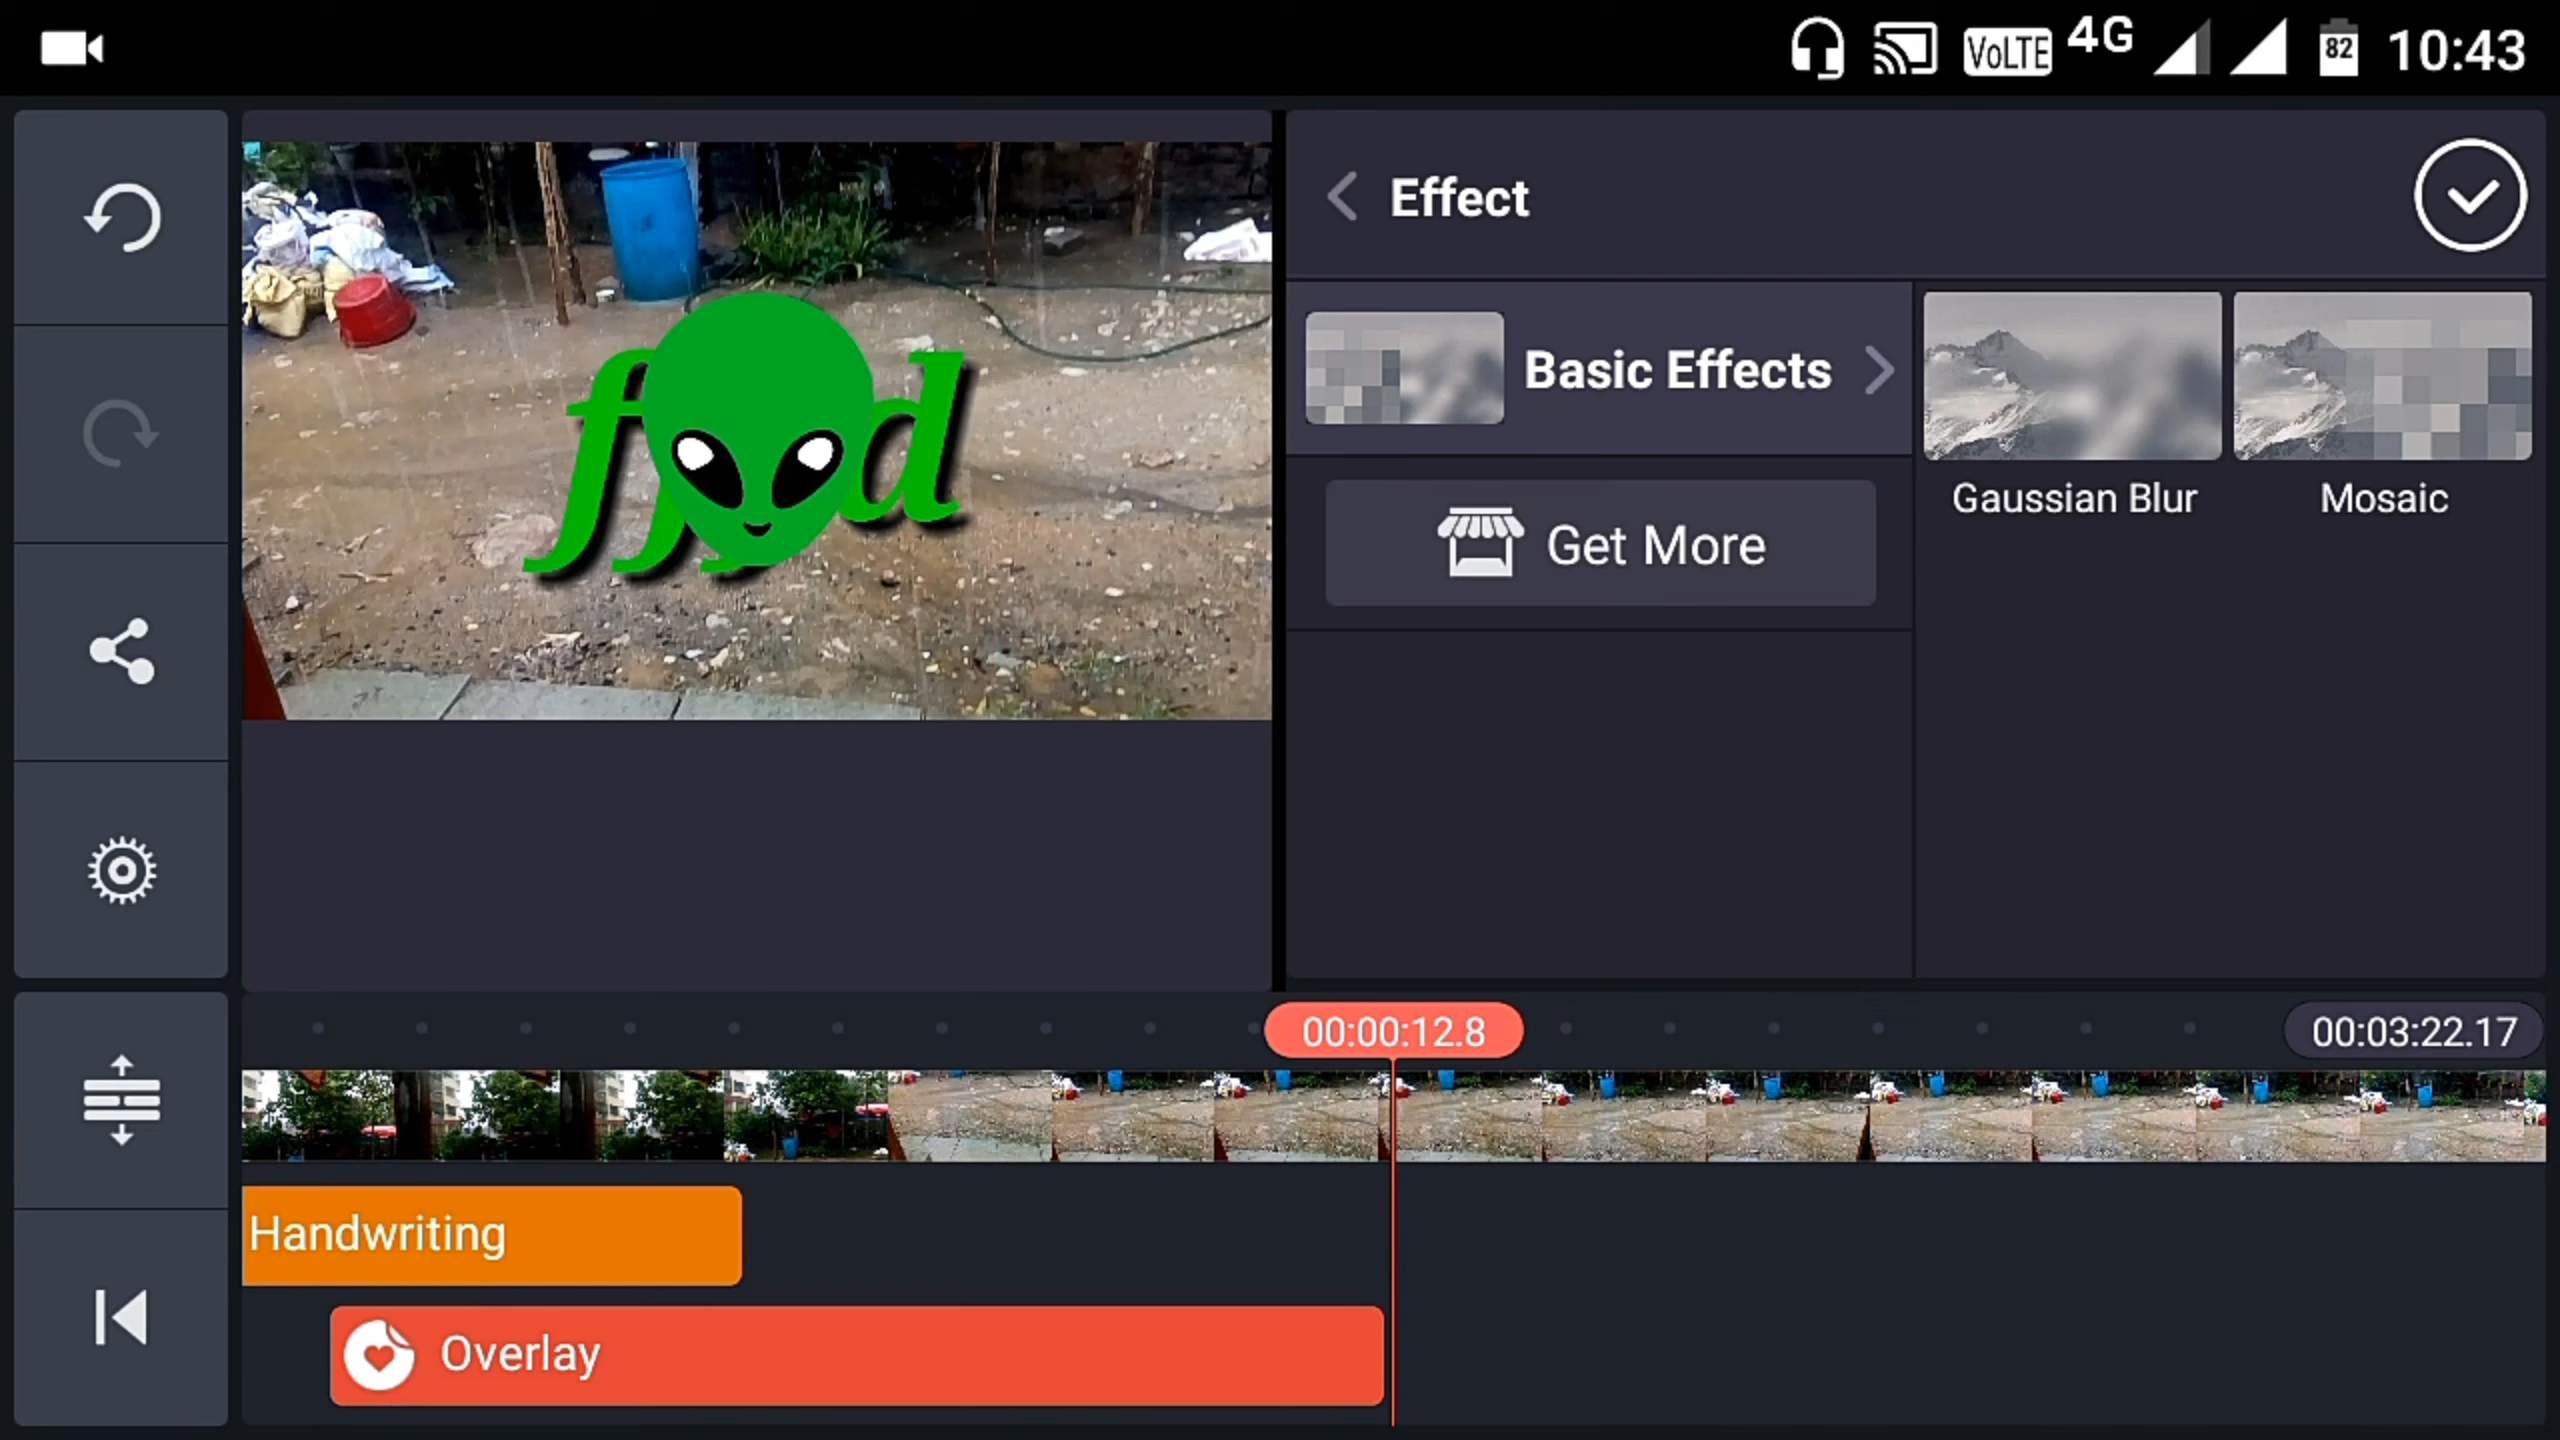 VoLTE 4G 82 10:43
Effect
Basic Effects
Gaussian Blur
Mosaic
Get More
00:00:12.8
00:03:22.17
Handwriting
Overlay